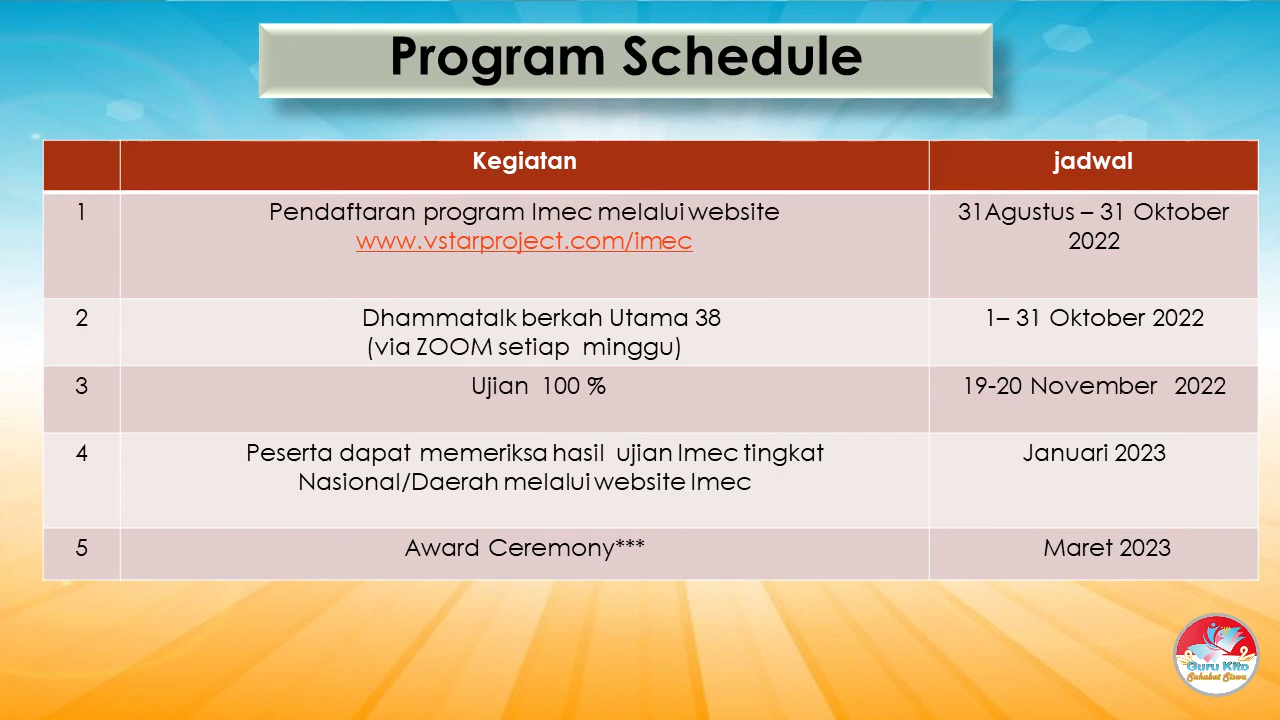 Program Schedule
Kegiatan
jadwal
1
Pendaftaran program Imec melalui website
www.vstarproject.com/imec
31Agustus – 31 Oktober
2022
2
Dhammatalk berkah Utama 38
(via ZOOM setiap minggu)
1– 31 Oktober 2022
3
Ujian 100 %
19-20 November 2022
4
Peserta dapat memeriksa hasil ujian Imec tingkat
Nasional/Daerah melalui website Imec
Januari 2023
5
Award Ceremony***
Maret 2023
Guru Kito
Sahabat Siswa